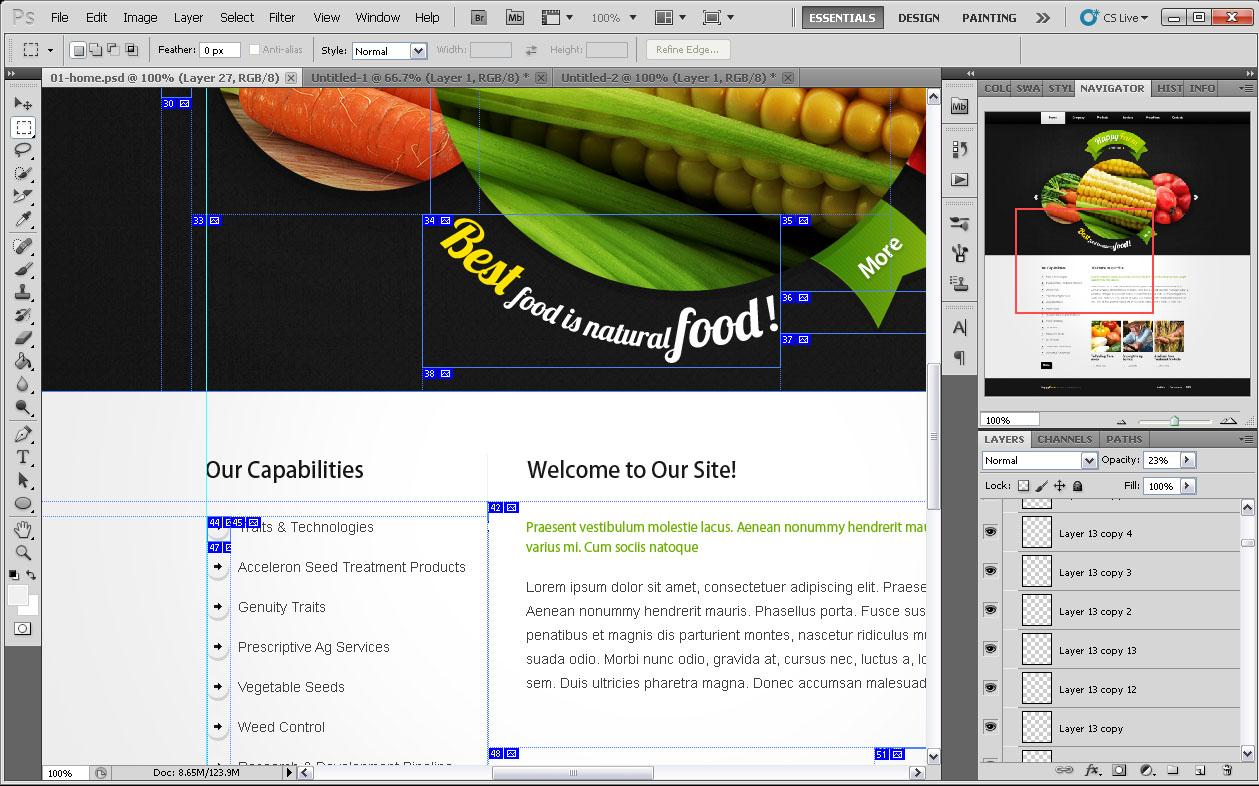 Ps File Edit Image Layer Select Filter View Window Help Br Mb 100% ESSENTIALS DESIGN PAINTING CS Live
Feather: 0 px Anti-alias Style: Normal Width: Height: Refine Edge...
01-home.psd @ 100% (Layer 27, RGB/8) Untitled-1 @ 66.7% (Layer 1, RGB/8) * Untitled-2 @ 100% (Layer 1, RGB/8) *
COLO SWA STYL NAVIGATOR HIST INFO
30
Mb
33 34 35
Best food is natural food!
More
36
37
38
100%
LAYERS CHANNELS PATHS
Normal Opacity: 23%
Lock: Fill: 100%
Our Capabilities
Welcome to Our Site!
42
44 45
47
Traits & Technologies
Acceleron Seed Treatment Products
Genuity Traits
Prescriptive Ag Services
Vegetable Seeds
Weed Control
Research & Development Pipeline
Praesent vestibulum molestie lacus. Aenean nonummy hendrerit mau
varius mi. Cum sociis natoque
Lorem ipsum dolor sit amet, consectetuer adipiscing elit. Praese
Aenean nonummy hendrerit mauris. Phasellus porta. Fusce sus
penatibus et magnis dis parturient montes, nascetur ridiculus mu
suada odio. Morbi nunc odio, gravida at, cursus nec, luctus a, lo
sem. Duis ultricies pharetra magna. Donec accumsan malesuad
48 51
Layer 13 copy 4
Layer 13 copy 3
Layer 13 copy 2
Layer 13 copy 13
Layer 13 copy 12
Layer 13 copy
100% Doc: 8.65M/123.9M